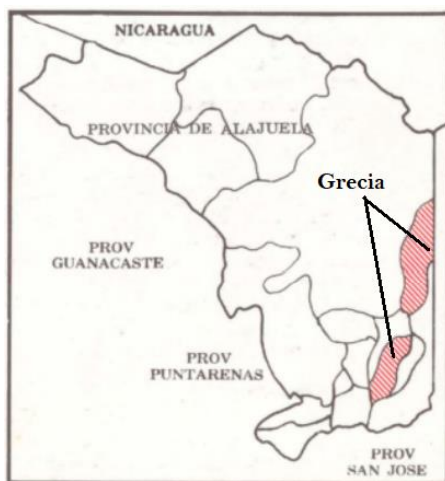 NICARAGUA
PROVINCIA DE ALAJUELA
Grecia
PROV
GUANACASTE
PROV
PUNTARENAS
PROV
SAN JOSE